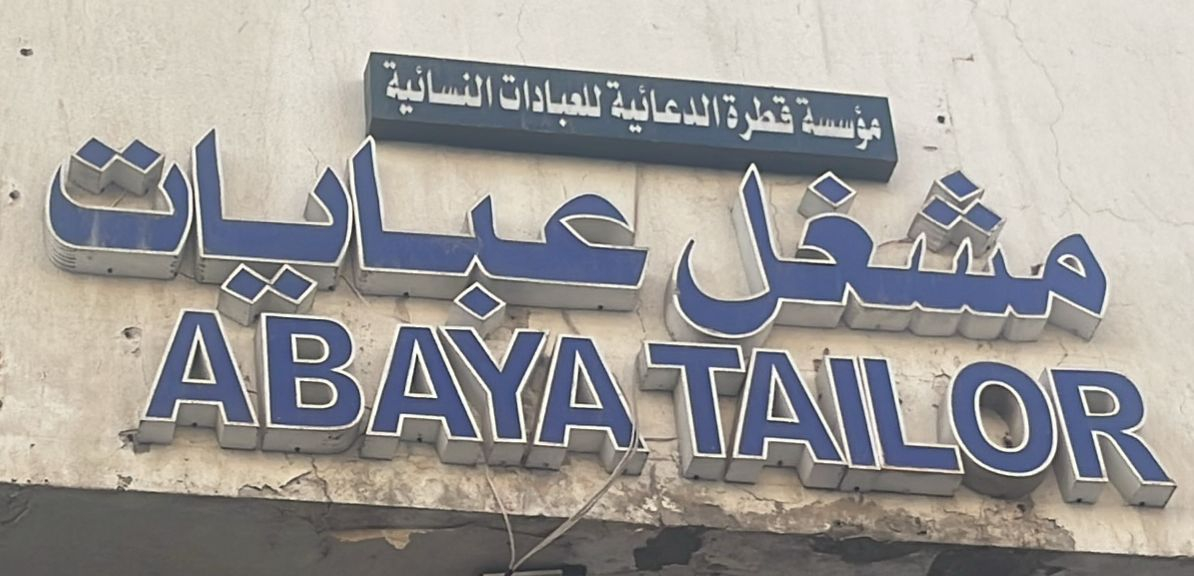 مؤسسة قطرة الدعائية للعبادات النسائية
مشغل عبايات
ABAYA TAILOR